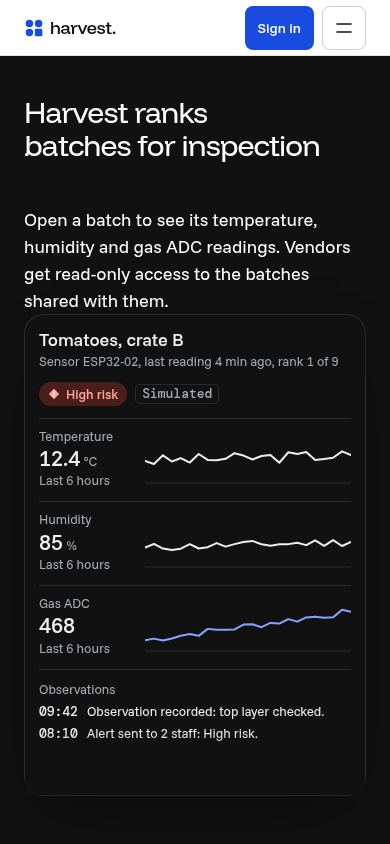 harvest.
Sign in
Harvest ranks
batches for inspection
Open a batch to see its temperature,
humidity and gas ADC readings. Vendors
get read-only access to the batches
shared with them.
Tomatoes, crate B
Sensor ESP32-02, last reading 4 min ago, rank 1 of 9
High risk
Simulated
Temperature
12.4 °C
Last 6 hours
Humidity
85 %
Last 6 hours
Gas ADC
468
Last 6 hours
Observations
09:42 Observation recorded: top layer checked.
08:10 Alert sent to 2 staff: High risk.